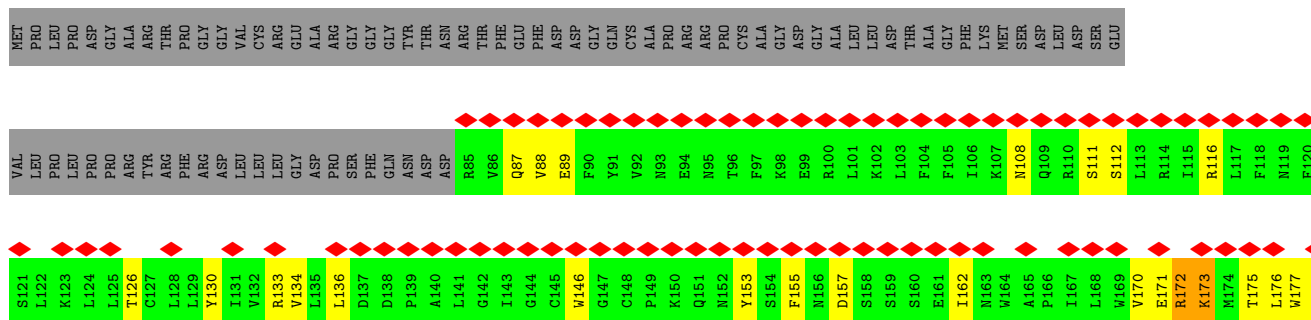 MET PRO LEU PRO ASP GLY ALA ARG THR PRO GLY GLY VAL CYS ARG GLU ALA ARG GLY GLY GLY TYR THR ASN ARG THR PHE GLU PHE ASP ASP GLY GLN CYS ALA PRO ARG ARG PRO CYS ALA GLY ASP GLY ALA LEU LEU ASP THR ALA GLY PHE LYS MET SER ASP LEU ASP SER GLU
VAL LEU PRO LEU PRO PRO ARG TYR ARG PHE ARG ASP LEU LEU LEU GLY ASP PRO SER PHE GLN ASN ASP ASP R85 V86 Q87 V88 E89 F90 Y91 V92 N93 E94 N95 T96 F97 K98 E99 R100 L101 K102 L103 F104 F105 I106 K107 N108 Q109 R110 S111 S112 L113 R114 I115 R116 L117 F118 N119 F120
S121 L122 K123 L124 L125 T126 C127 L128 L129 Y130 I131 V132 R133 V134 L135 L136 D137 D138 P139 A140 L141 G142 I143 G144 C145 W146 G147 C148 P149 K150 Q151 N152 Y153 S154 F155 N156 D157 S158 S159 S160 E161 I162 N163 W164 A165 P166 I167 L168 W169 V170 E171 R172 K173 M174 T175 L176 W177